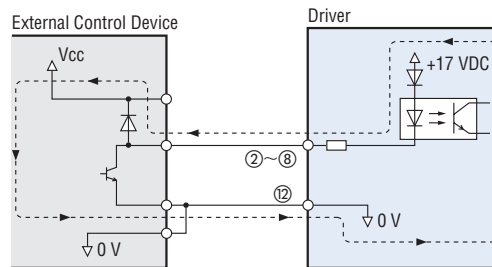 External Control Device
Driver
Vcc
+17 VDC
②~⑧
⑫
0 V
0 V